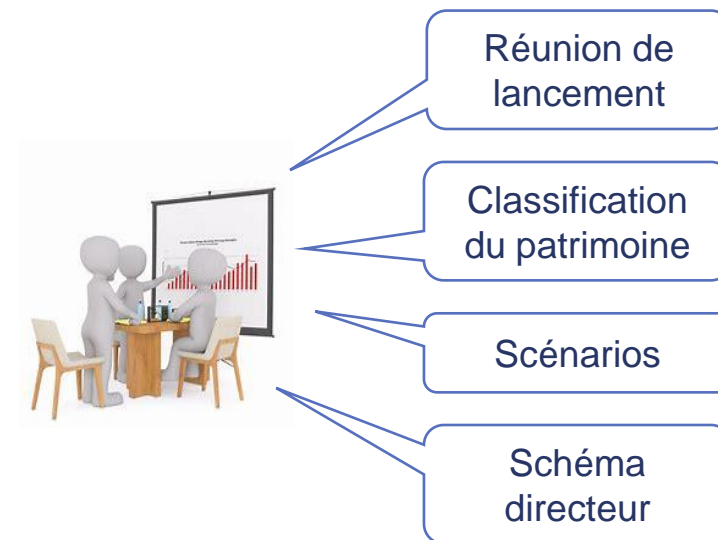 Réunion de
lancement
Classification
du patrimoine
Scénarios
Schéma
directeur